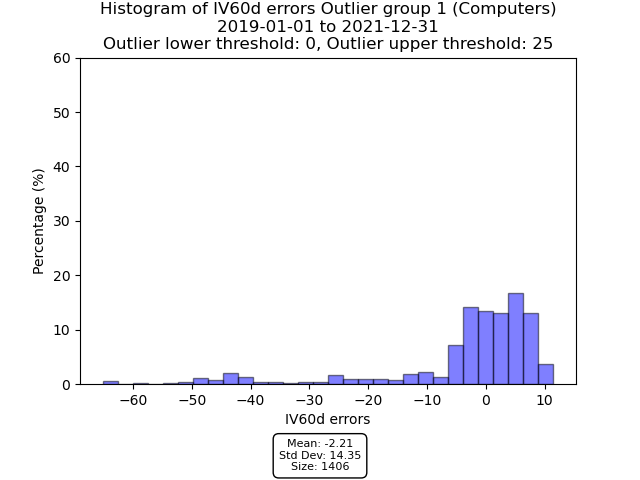 Histogram of IV60d errors Outlier group 1 (Computers)
2019-01-01 to 2021-12-31
Outlier lower threshold: 0, Outlier upper threshold: 25
60
50
40
30
20
10
0
Percentage (%)
−60 −50 −40 −30 −20 −10 0 10
IV60d errors
Mean: -2.21
Std Dev: 14.35
Size: 1406